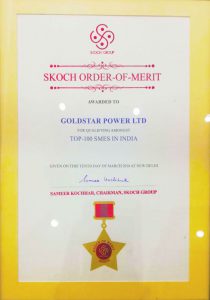 SKOCH GROUP
SKOCH ORDER-OF-MERIT
AWARDED TO
GOLDSTAR POWER LTD
FOR QUALIFYING AMONGST
TOP-100 SMES IN INDIA
GIVEN ON THE TENTH DAY OF MARCH AT NEW DELHI
SAMEER KOCHHAR, CHAIRMAN, SKOCH GROUP